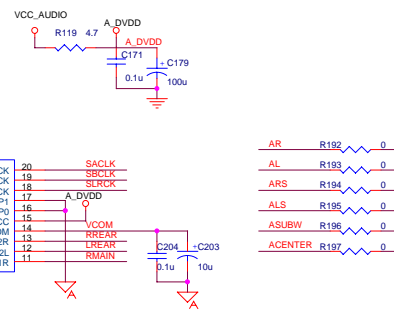 VCC_AUDIO
A_DVDD
R119 4.7
A_DVDD
C171
+ C179
0.1u
100u
CK 20 SACLK
CK 19 SBCLK
CK 18 SLRCK
P1 17 A_DVDD
P0 16
CC 15
OM 14 VCOM
2R 13 RREAR
2L 12 LREAR
1R 11 RMAIN
C204
+ C203
0.1u
10u
A
A
AR R192 0
AL R193 0
ARS R194 0
ALS R195 0
ASUBW R196 0
ACENTER R197 0